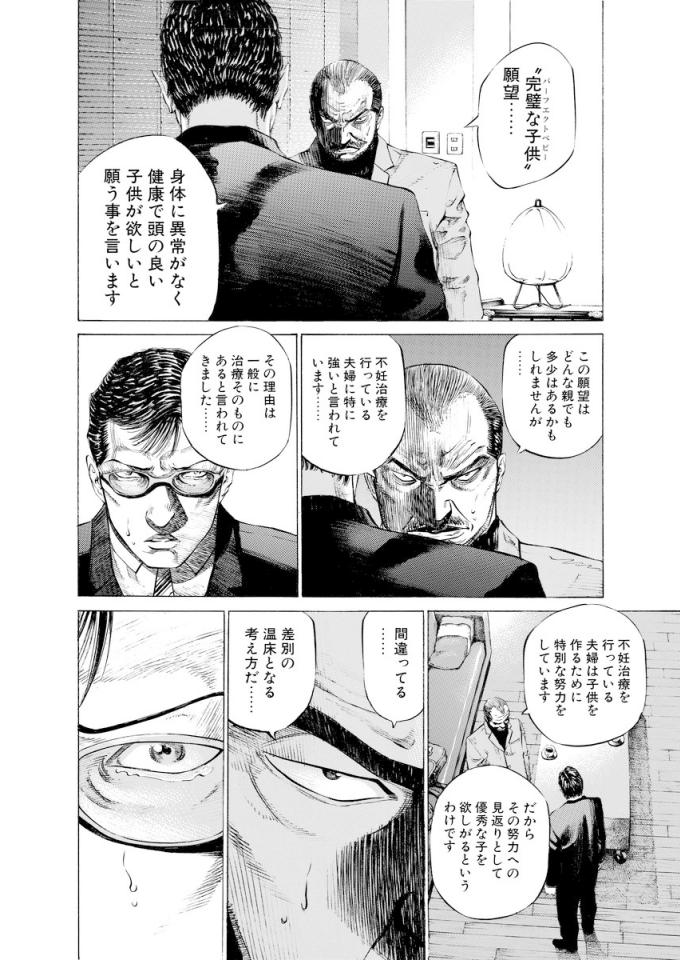 “完璧な子供”
パーフェクトベビー
願望……
身体に異常がなく
健康で頭の良い
子供が欲しいと
願う事を言います
この願望は
どんな親でも
多少はあるかも
しれませんが
……
不妊治療を
行っている
夫婦に特に
強いと言われて
います……
その理由は
一般に
治療そのものに
あると言われて
きました……
不妊治療を
行っている
夫婦は子供を
作るために
特別な努力を
しています
だから
その努力への
見返りとして
優秀な子を
欲しがるという
わけです
間違ってる
……
差別の
温床となる
考え方だ……